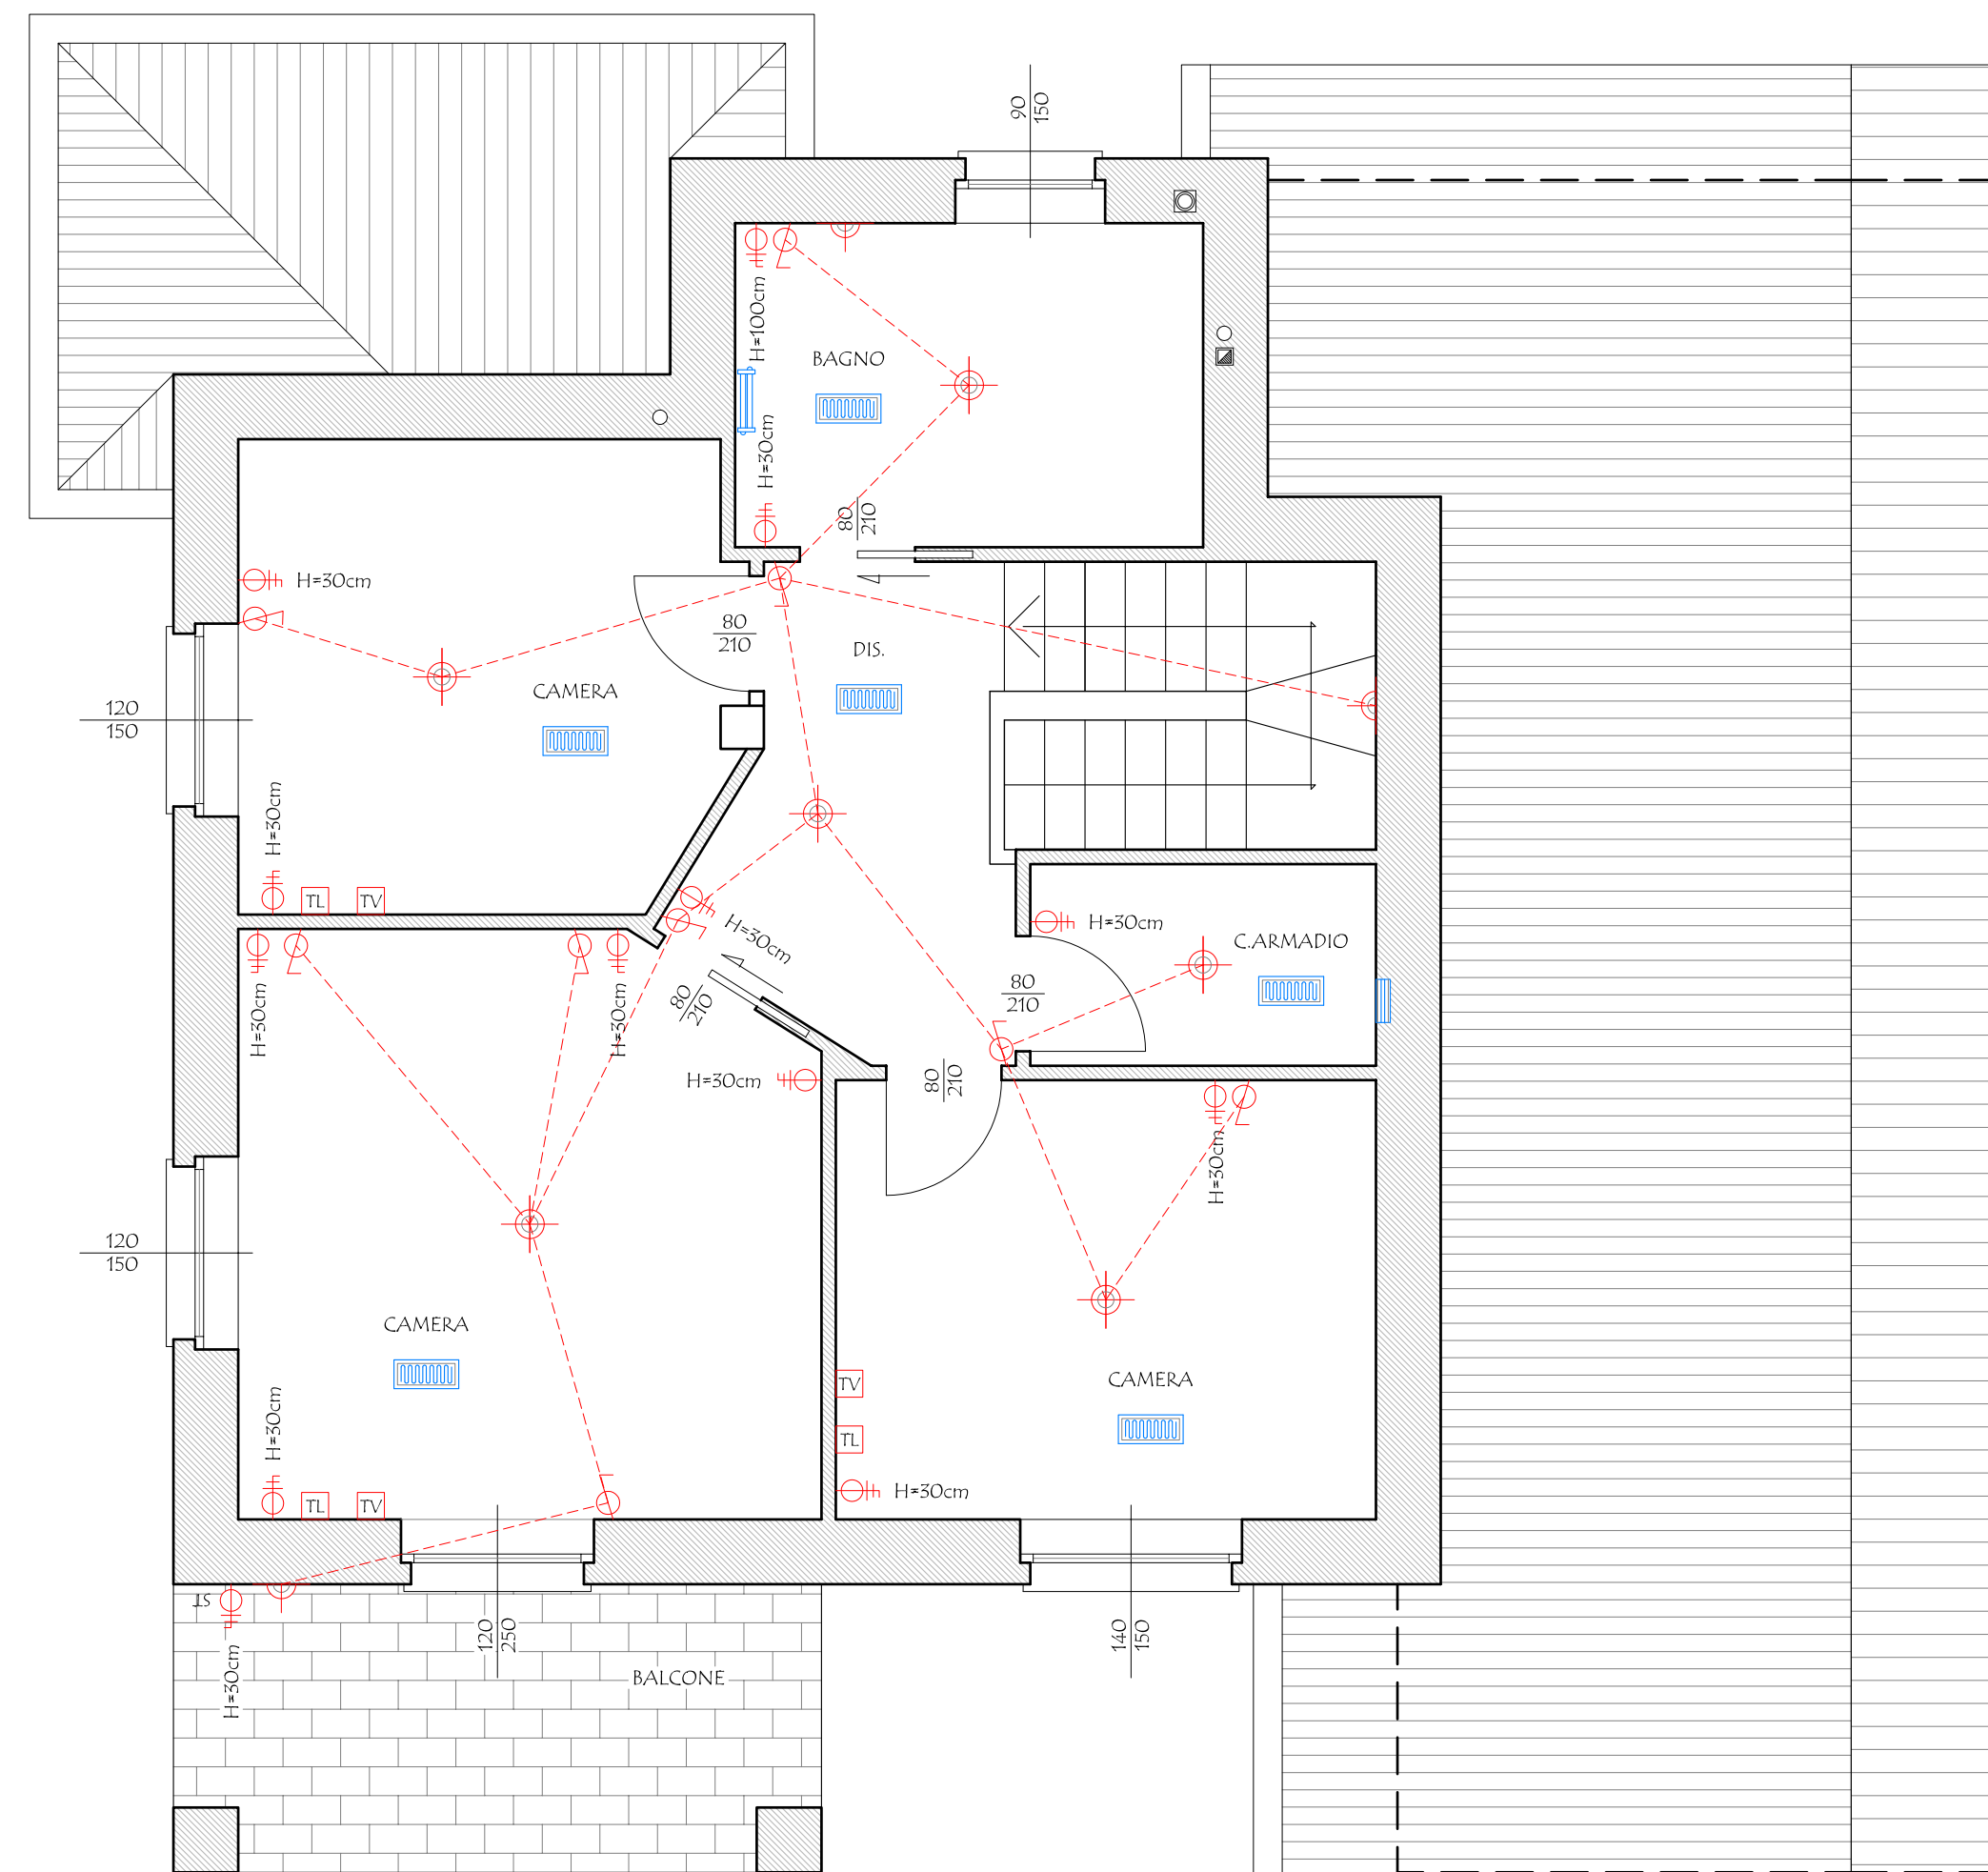 90
150
H=100cm
BAGNO
H=30cm
80
210
H=30cm
80
210
DIS.
CAMERA
120
150
H=30cm
TL
TV
H=30cm
H=30cm
C.ARMADIO
H=30cm
H=30cm
80
210
80
210
H=30cm
80
210
H=30cm
120
150
CAMERA
CAMERA
TV
H=30cm
TL
H=30cm
TL
TV
ST
120
250
140
150
H=30cm
BALCONE